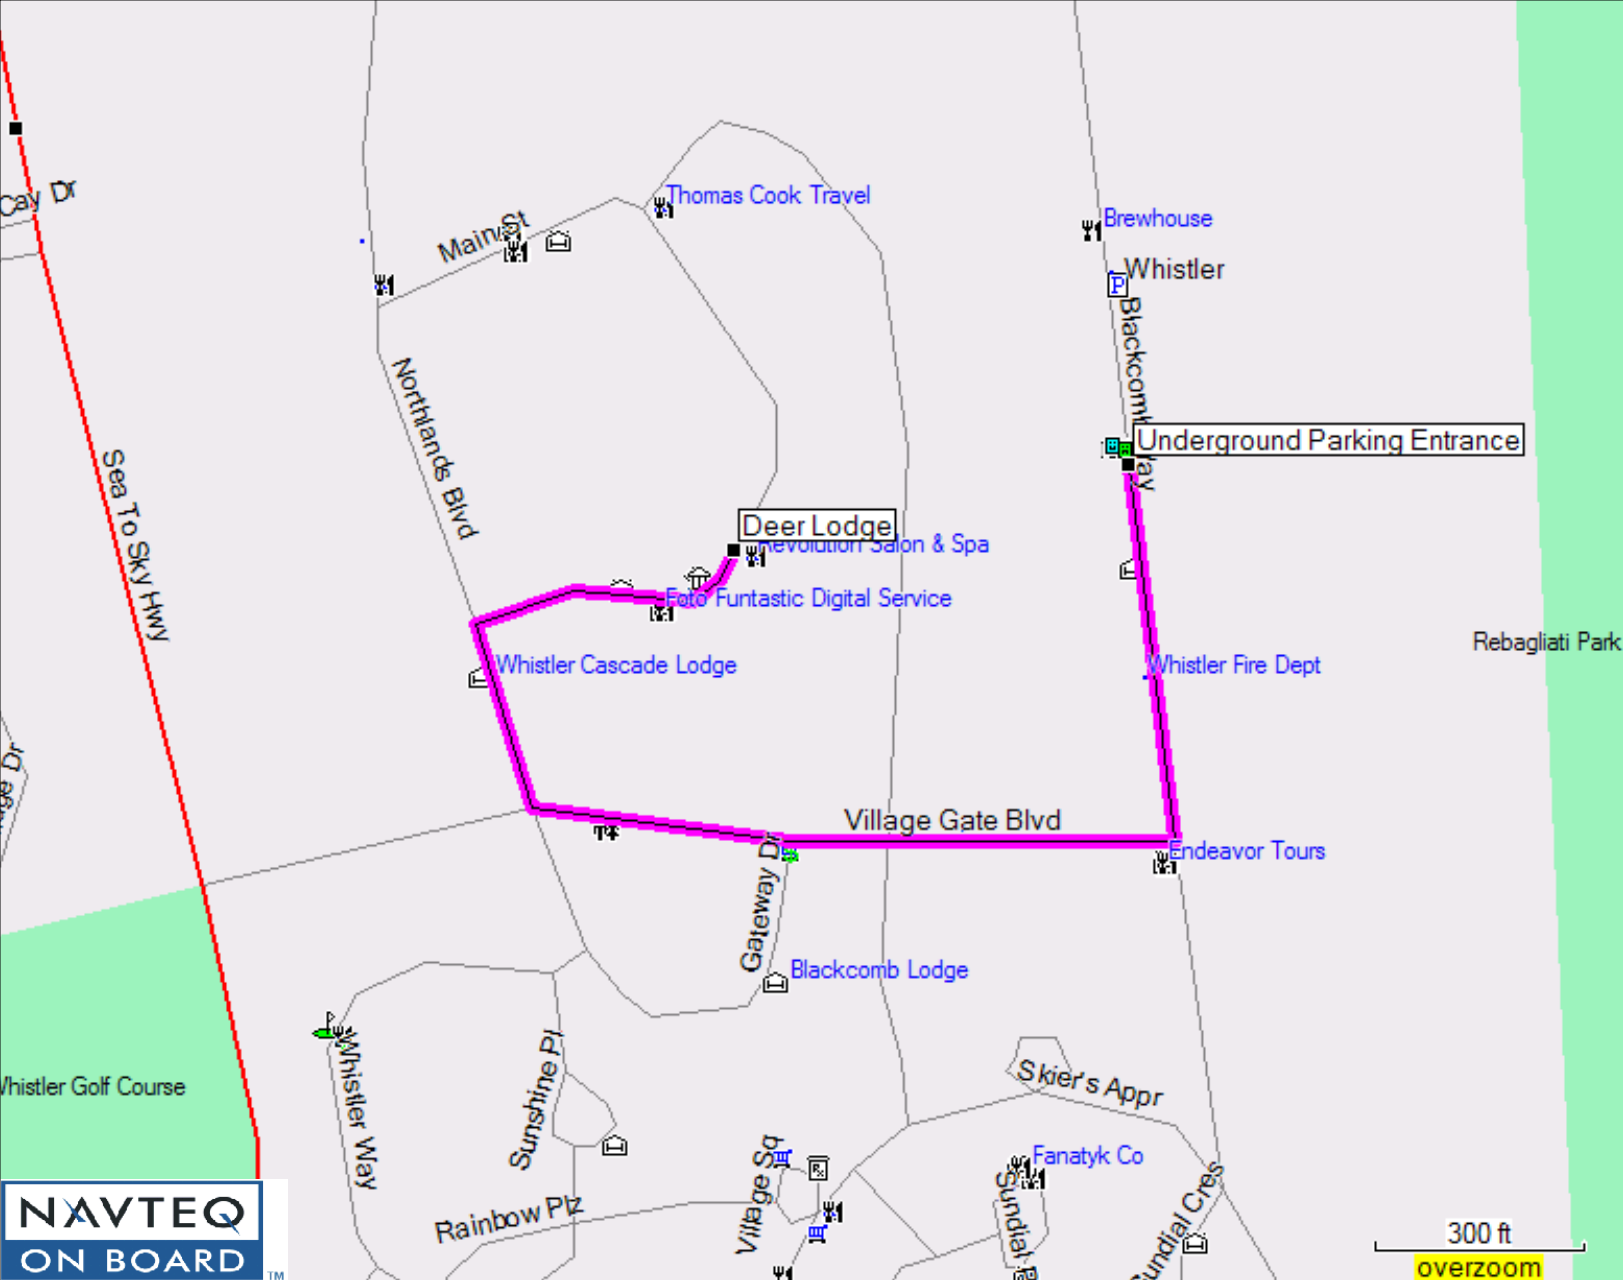 Cay Dr
Thomas Cook Travel
Main St
Brewhouse
Whistler
Blackcomb Way
Underground Parking Entrance
Northlands Blvd
Sea To Sky Hwy
Deer Lodge
Revolution Salon & Spa
Foto Funtastic Digital Service
Rebagliati Park
Whistler Cascade Lodge
Whistler Fire Dept
Village Gate Blvd
Endeavor Tours
Gateway Dr
Blackcomb Lodge
Whistler Golf Course
Whistler Way
Sunshine Pl
Skier's Appr
Fanatyk Co
Village Sq
Rainbow Plz
Sundial
Sundial Cres
P
NAVTEQ
ON BOARD
TM
300 ft
overzoom